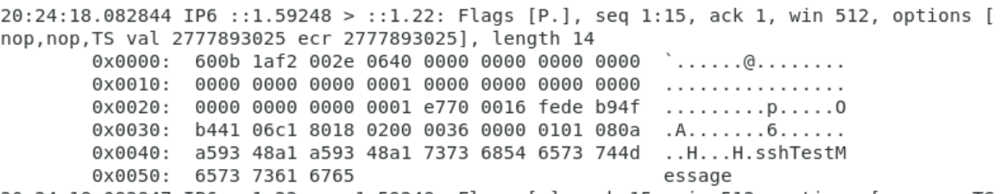 20:24:18.082844 IP6 ::1.59248 > ::1.22: Flags [P.], seq 1:15, ack 1, win 512, options [
nop,nop,TS val 2777893025 ecr 2777893025], length 14
0x0000:  600b 1af2 002e 0640 0000 0000 0000 0000  `......@........
0x0010:  0000 0000 0000 0001 0000 0000 0000 0000  ................
0x0020:  0000 0000 0000 0001 e770 0016 fede b94f  .........p.....O
0x0030:  b441 06c1 8018 0200 0036 0000 0101 080a  .A.......6......
0x0040:  a593 48a1 a593 48a1 7373 6854 6573 744d  ..H...H.sshTestM
0x0050:  6573 7361 6765                           essage